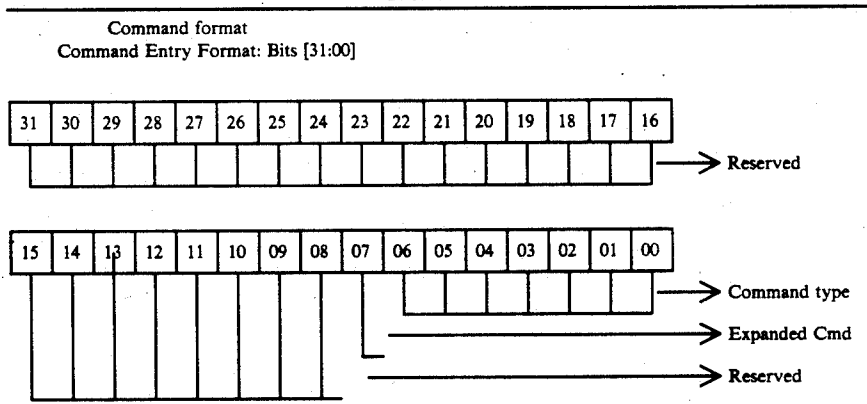 Command format
Command Entry Format: Bits [31:00]
31 30 29 28 27 26 25 24 23 22 21 20 19 18 17 16
Reserved
15 14 13 12 11 10 09 08 07 06 05 04 03 02 01 00
Command type
Expanded Cmd
Reserved